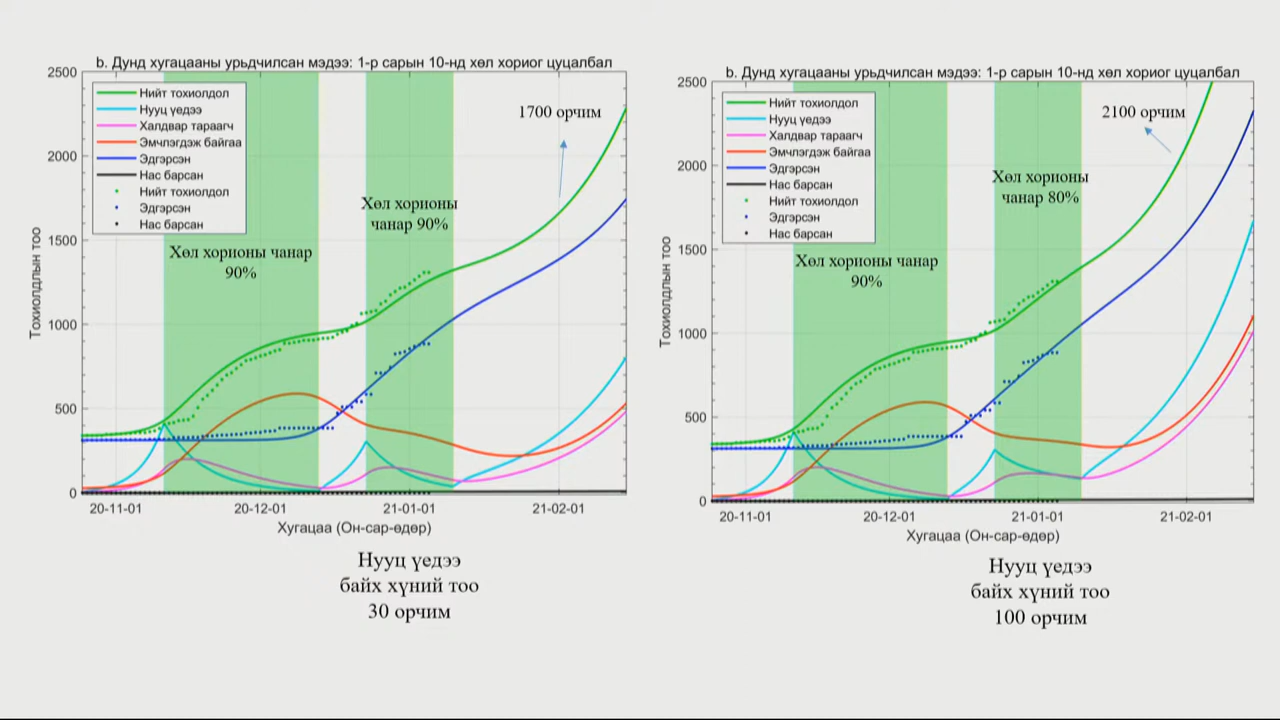 b. Дунд хугацааны урьдчилсан мэдээ: 1-р сарын 10-нд хөл хориог цуцалбал
2500
2000
1500
1000
500
0
Тохиолдлын тоо
Нийт тохиолдол
Нууц үедээ
Халдвар тараагч
Эмчлэгдэж байгаа
Эдгэрсэн
Нас барсан
Нийт тохиолдол
Эдгэрсэн
Нас барсан
1700 орчим
Хөл хорионы
чанар 90%
Хөл хорионы чанар
90%
20-11-01
20-12-01
21-01-01
21-02-01
Хугацаа (Он-сар-өдөр)
Нууц үедээ
байх хүний тоо
30 орчим
b. Дунд хугацааны урьдчилсан мэдээ: 1-р сарын 10-нд хөл хориог цуцалбал
2500
2000
1500
1000
500
0
Тохиолдлын тоо
Нийт тохиолдол
Нууц үедээ
Халдвар тараагч
Эмчлэгдэж байгаа
Эдгэрсэн
Нас барсан
Нийт тохиолдол
Эдгэрсэн
Нас барсан
2100 орчим
Хөл хорионы
чанар 80%
Хөл хорионы чанар
90%
20-11-01
20-12-01
21-01-01
21-02-01
Хугацаа (Он-сар-өдөр)
Нууц үедээ
байх хүний тоо
100 орчим